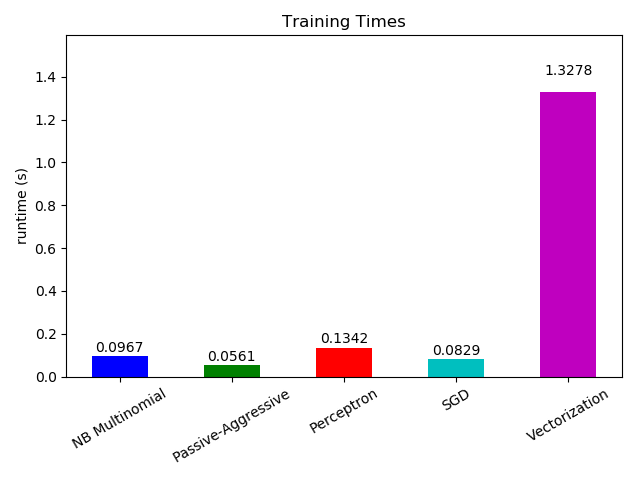 Training Times
runtime (s)
1.4
1.2
1.0
0.8
0.6
0.4
0.2
0.0
0.0967
0.0561
0.1342
0.0829
1.3278
NB Multinomial
Passive-Aggressive
Perceptron
SGD
Vectorization